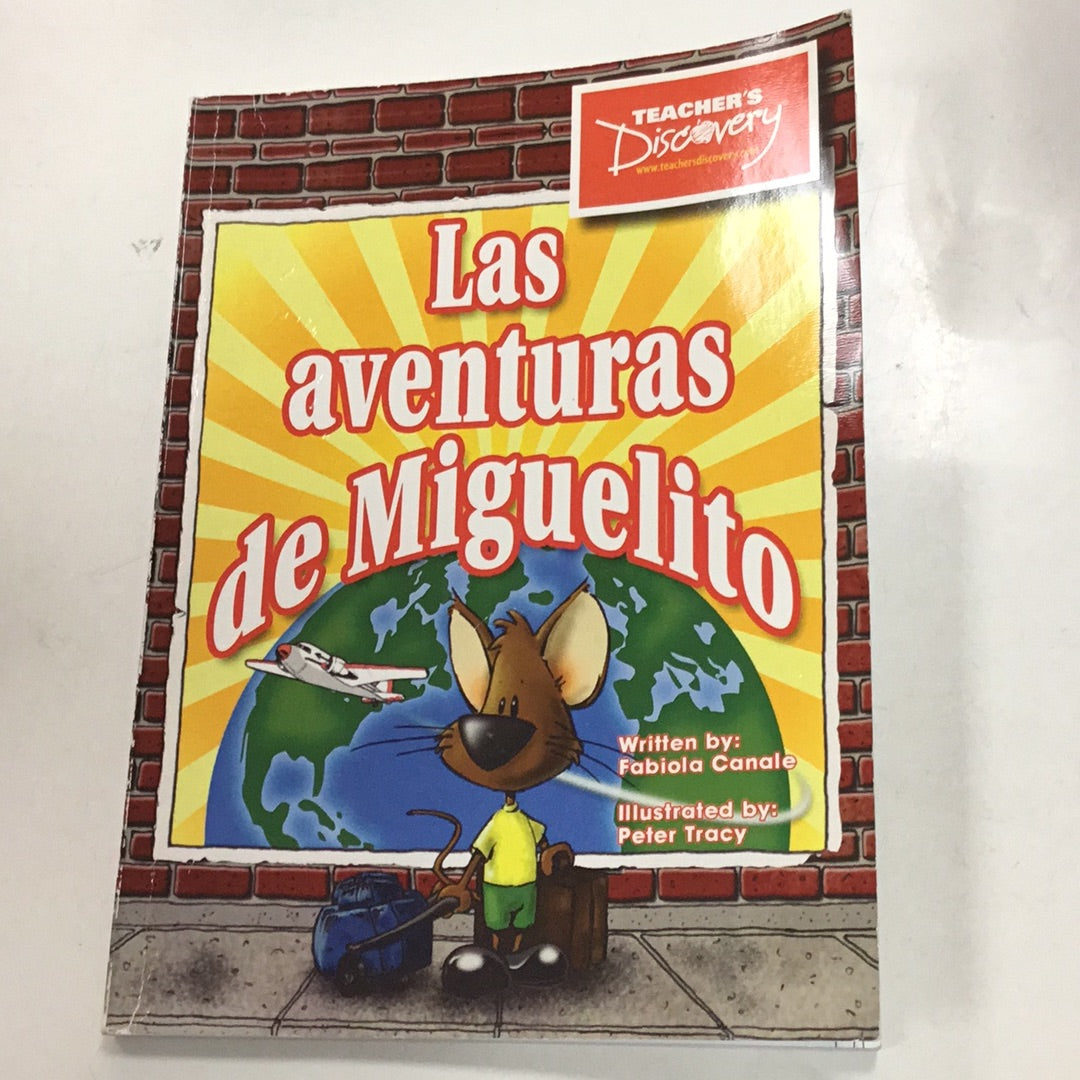 TEACHER'S
Discovery
www.teachersdiscovery.com
Las
aventuras
de Miguelito
Written by:
Fabiola Canale
Illustrated by:
Peter Tracy